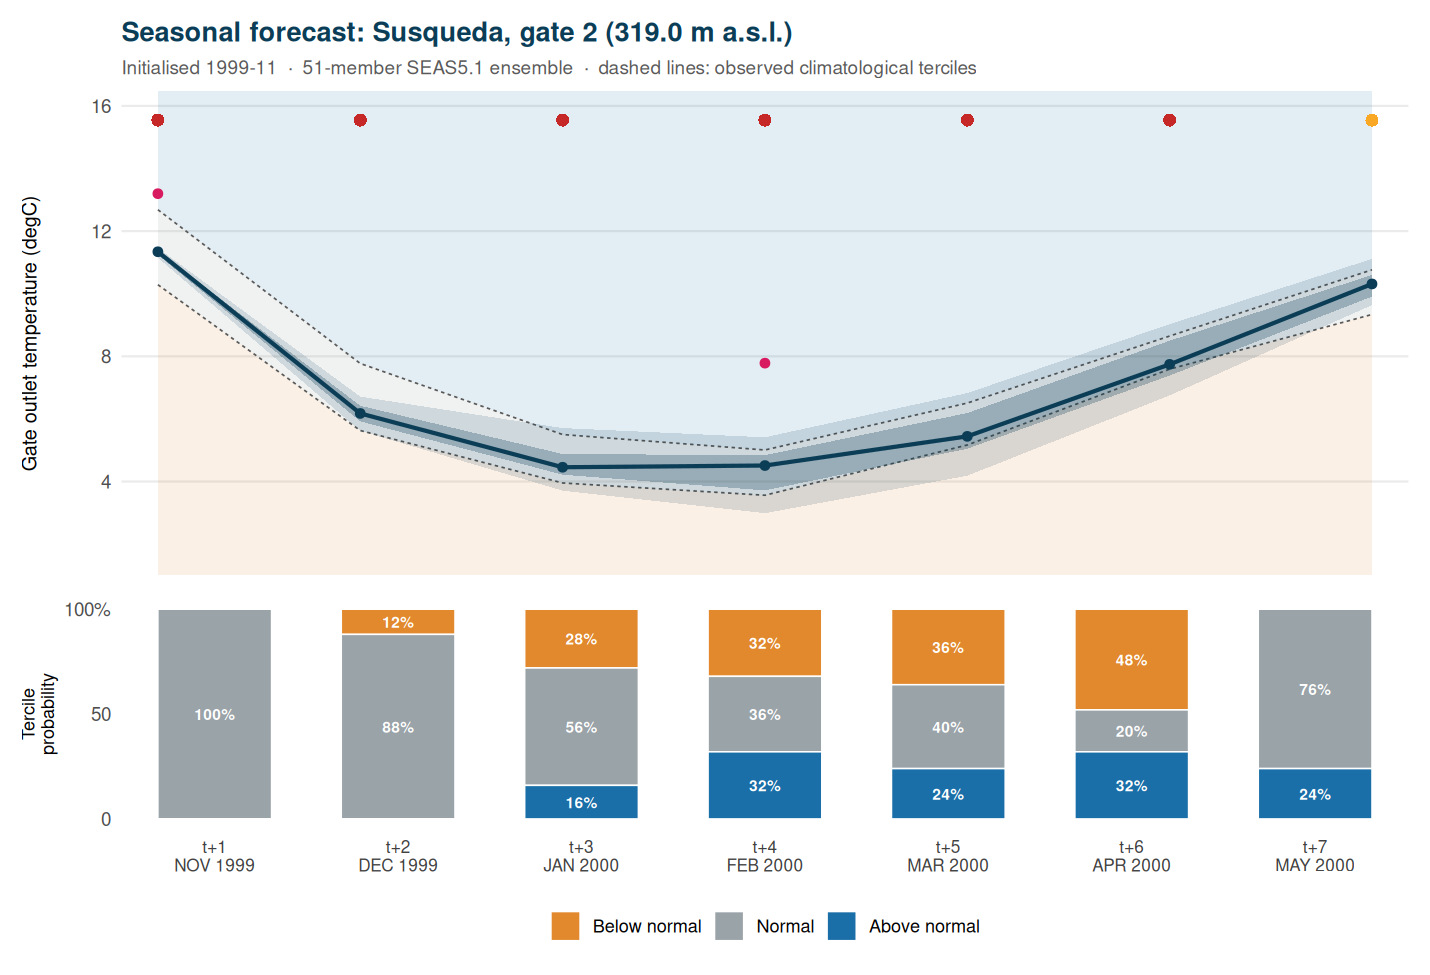 Seasonal forecast: Susqueda, gate 2 (319.0 m a.s.l.)
Initialised 1999-11 · 51-member SEAS5.1 ensemble · dashed lines: observed climatological terciles
Gate outlet temperature (degC)
16
12
8
4
Tercile
probability
100%
50
0
100%
12%
88%
28%
56%
16%
32%
36%
32%
36%
40%
24%
48%
20%
32%
76%
24%
t+1
NOV 1999
t+2
DEC 1999
t+3
JAN 2000
t+4
FEB 2000
t+5
MAR 2000
t+6
APR 2000
t+7
MAY 2000
Below normal
Normal
Above normal